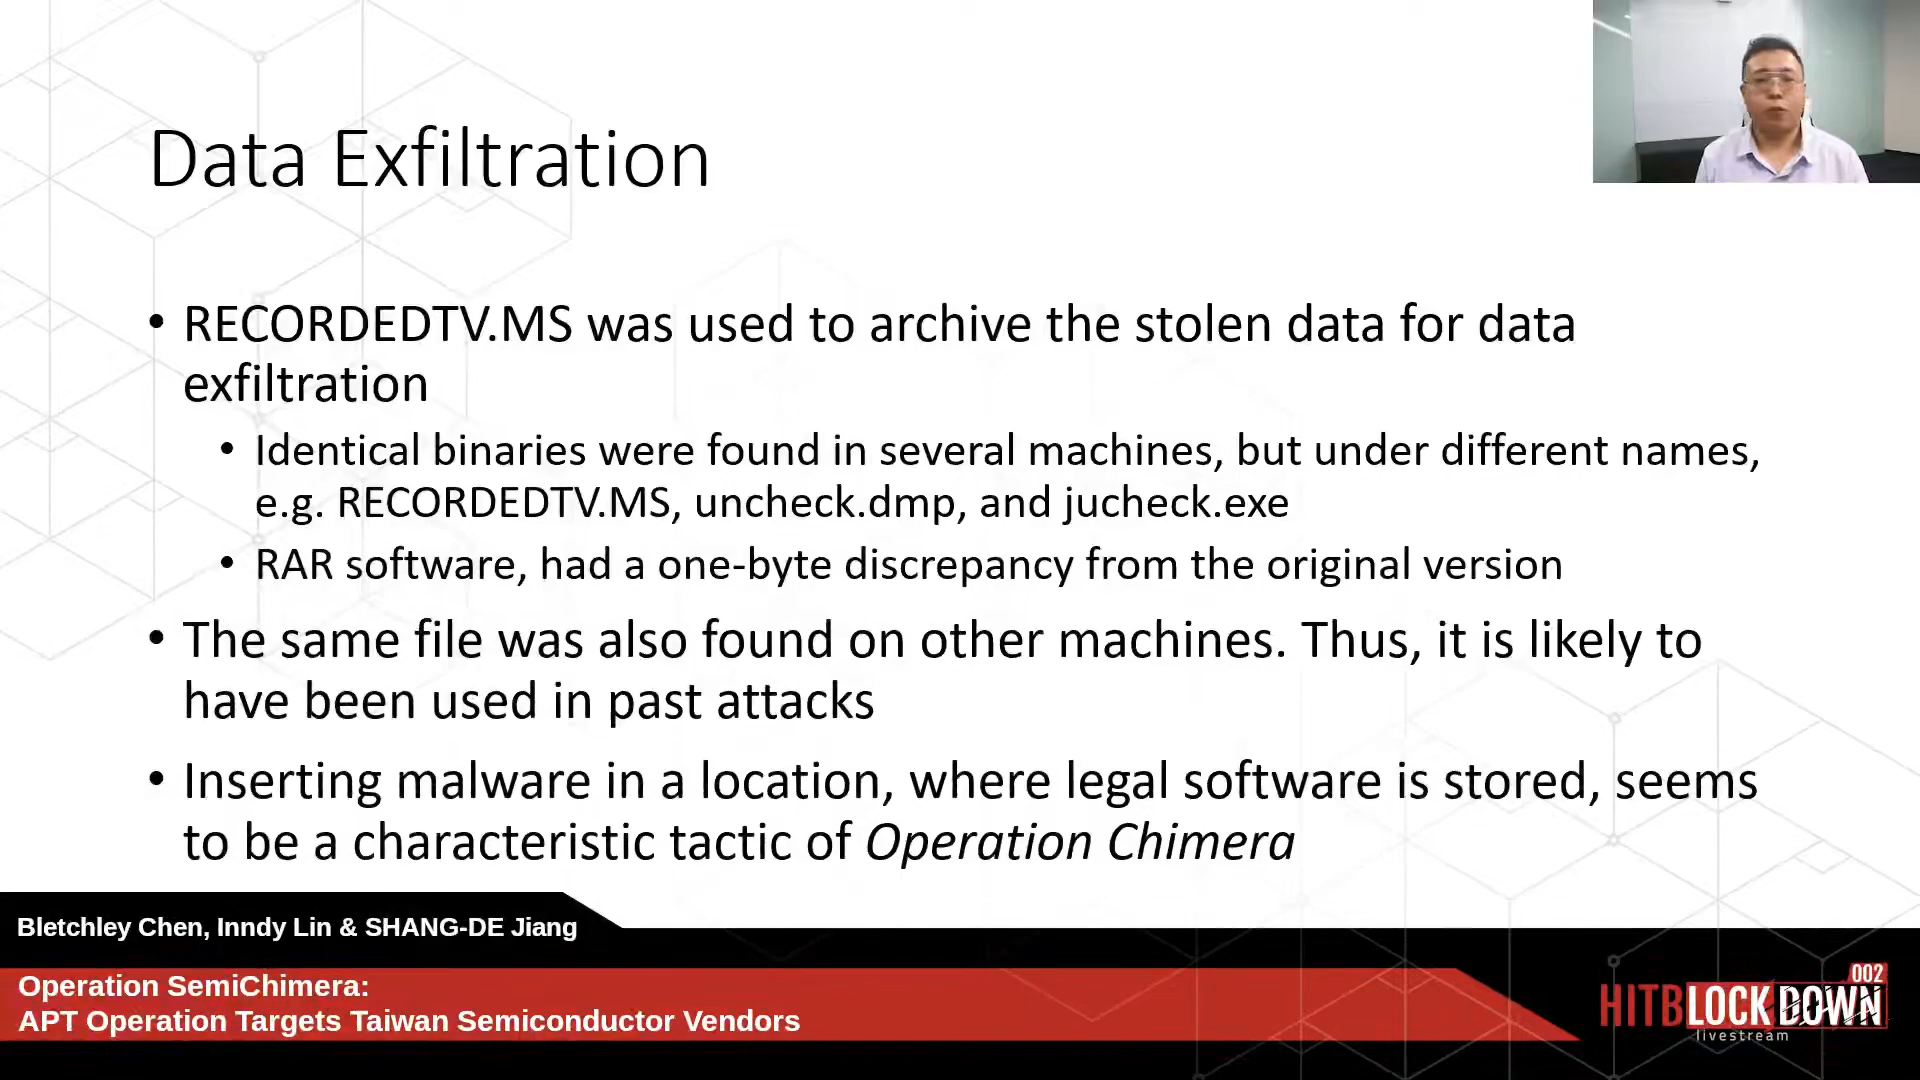 Data Exfiltration
• RECORDEDTV.MS was used to archive the stolen data for data
exfiltration
• Identical binaries were found in several machines, but under different names,
e.g. RECORDEDTV.MS, uncheck.dmp, and jucheck.exe
• RAR software, had a one-byte discrepancy from the original version
• The same file was also found on other machines. Thus, it is likely to
have been used in past attacks
• Inserting malware in a location, where legal software is stored, seems
to be a characteristic tactic of Operation Chimera
Bletchley Chen, Inndy Lin & SHANG-DE Jiang
Operation SemiChimera:
APT Operation Targets Taiwan Semiconductor Vendors
002
HITBLOCKDOWN
livestream